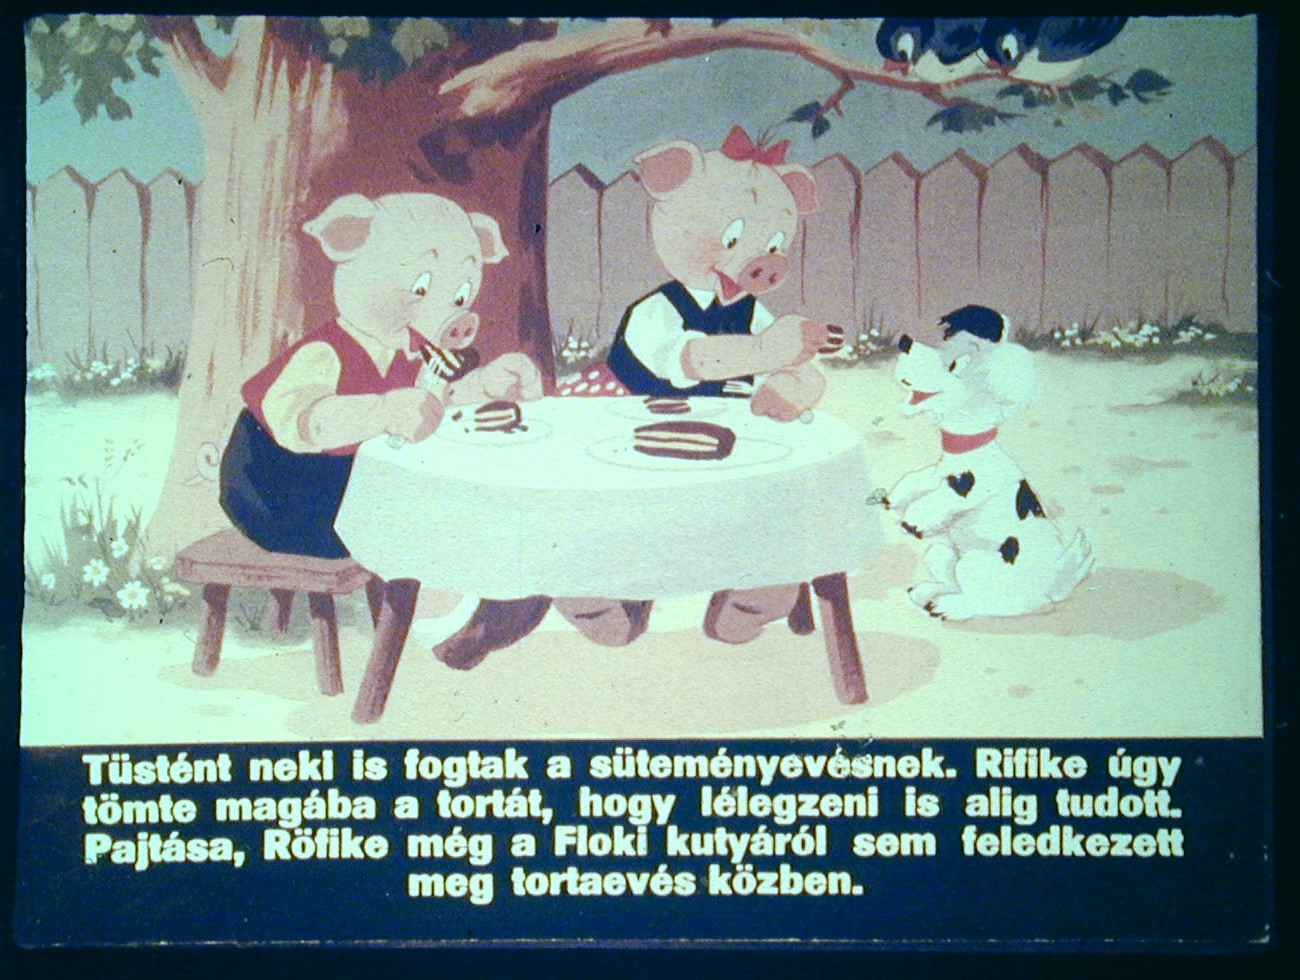 Tüstént neki is fogtak a süteményevésnek. Rifike úgy
tömte magába a tortát, hogy lélegzeni is alig tudott.
Pajtása, Röfike még a Floki kutyáról sem feledkezett
meg tortaevés közben.